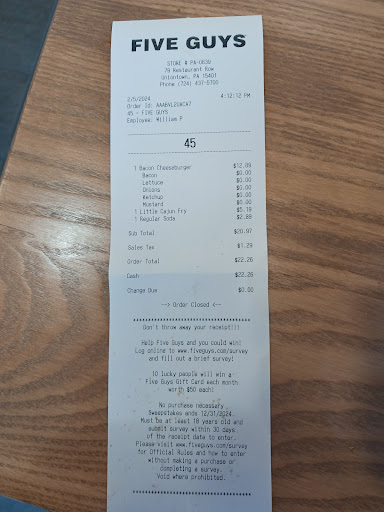 FIVE GUYS
STORE # PA-0630
79 Restaurant Row
Uniontown, PA 15401
Phone (724) 437-5700
2/5/2024 4:12:12 PM
Order Id:
45 - FIVE GUYS
Employee: William P
45
1 Bacon Cheeseburger $12.89
Bacon $0.00
Lettuce $0.00
Onions $0.00
Ketchup $0.00
Mustard $0.00
1 Little Cajun Fry $5.19
1 Regular Soda $2.89
Sub Total $20.97
Sales Tax $1.29
Order Total $22.26
Cash $22.26
Change Due $0.00
--> Order Closed <--
Don't throw away your receipt!!!
Help Five Guys and you could win!
Log online to www.fiveguys.com/survey
and fill out a brief survey!
10 lucky people will win a
Five Guys Gift Card each month
worth $50 each!
No purchase necessary.
Sweepstakes ends 12/31/2024.
Must be at least 18 years old and
submit survey within 30 days
of the receipt date to enter.
Please visit www.fiveguys.com/survey
for Official Rules and how to enter
without making a purchase or
completing a survey.
Void where prohibited.